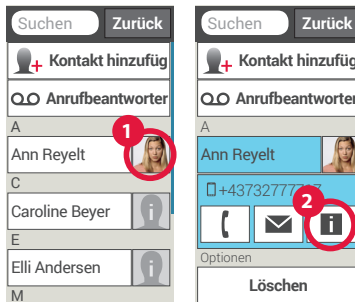 Suchen Zurück
Kontakt hinzufüg
Anrufbeantworter
A
1
Ann Reyelt
C
Caroline Beyer
E
Elli Andersen
M
Suchen Zurück
Kontakt hinzufüg
Anrufbeantworter
A
Ann Reyelt
2
Optionen
Löschen